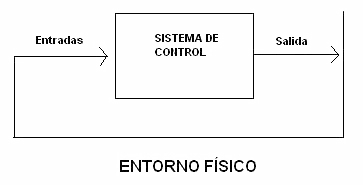 Entradas
SISTEMA DE
CONTROL
Salida
ENTORNO FÍSICO